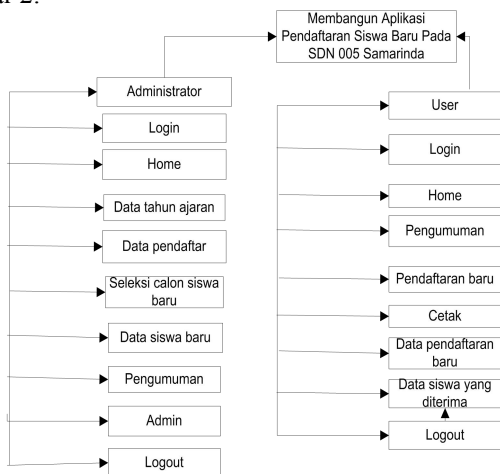 Membangun Aplikasi
Pendaftaran Siswa Baru Pada
SDN 005 Samarinda
Administrator
Login
Home
Data tahun ajaran
Data pendaftar
Seleksi calon siswa
baru
Data siswa baru
Pengumuman
Admin
Logout
User
Login
Home
Pengumuman
Pendaftaran baru
Cetak
Data pendaftaran
baru
Data siswa yang
diterima
Logout